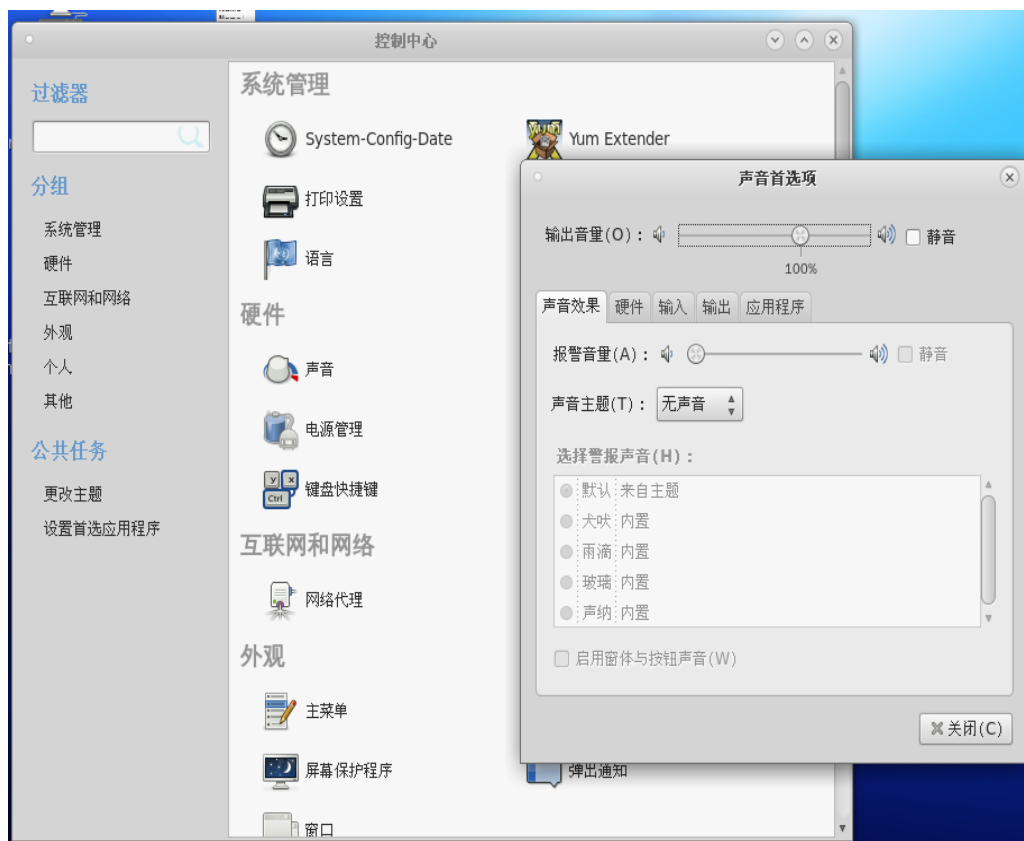 控制中心
过滤器
分组
系统管理
硬件
互联网和网络
外观
个人
其他
公共任务
更改主题
设置首选应用程序
系统管理
System-Config-Date
Yum Extender
打印设置
语言
硬件
声音
电源管理
键盘快捷键
互联网和网络
网络代理
外观
主菜单
屏幕保护程序
弹出通知
窗口
声音首选项
输出音量(O)：
静音
100%
声音效果 硬件 输入 输出 应用程序
报警音量(A)：
静音
声音主题(T)： 无声音
选择警报声音(H)：
默认 来自主题
犬吠 内置
雨滴 内置
玻璃 内置
声纳 内置
启用窗体与按钮声音(W)
关闭(C)